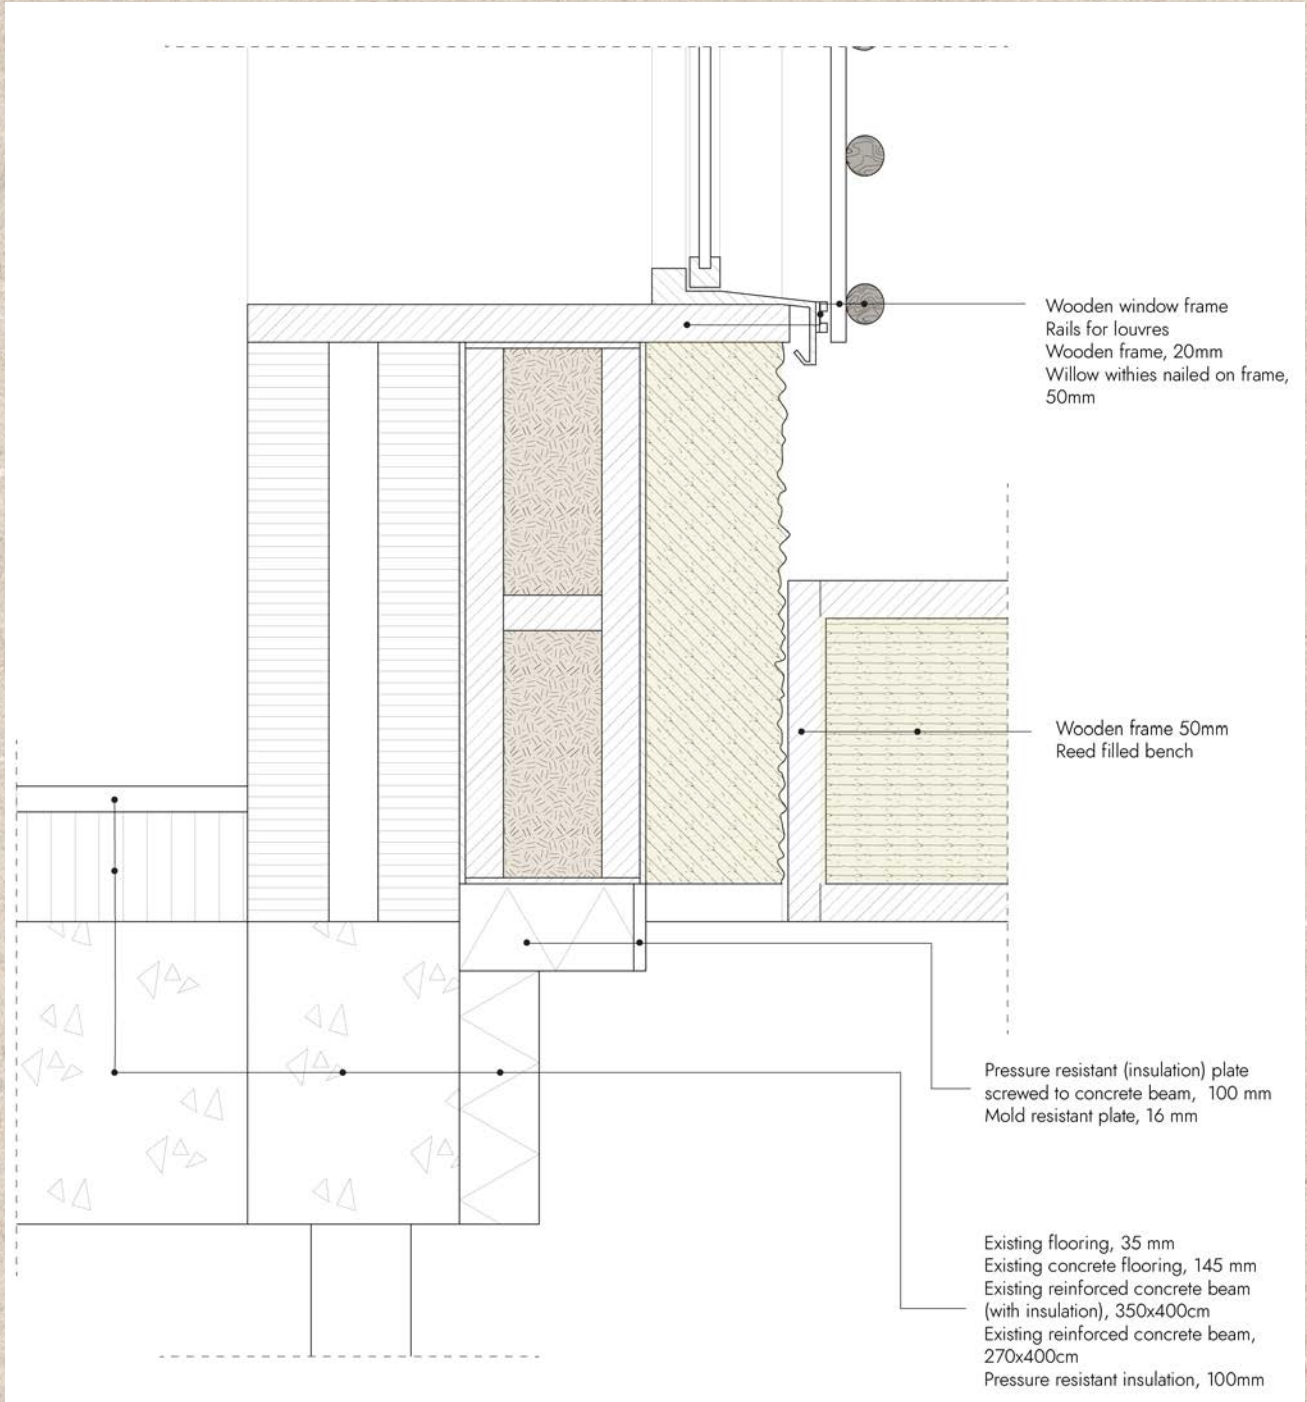 Wooden window frame
Rails for louvres
Wooden frame, 20mm
Willow withies nailed on frame,
50mm
Wooden frame 50mm
Reed filled bench
Pressure resistant (insulation) plate
screwed to concrete beam,  100 mm
Mold resistant plate, 16 mm
Existing flooring, 35 mm
Existing concrete flooring, 145 mm
Existing reinforced concrete beam
(with insulation), 350x400cm
Existing reinforced concrete beam,
270x400cm
Pressure resistant insulation, 100mm